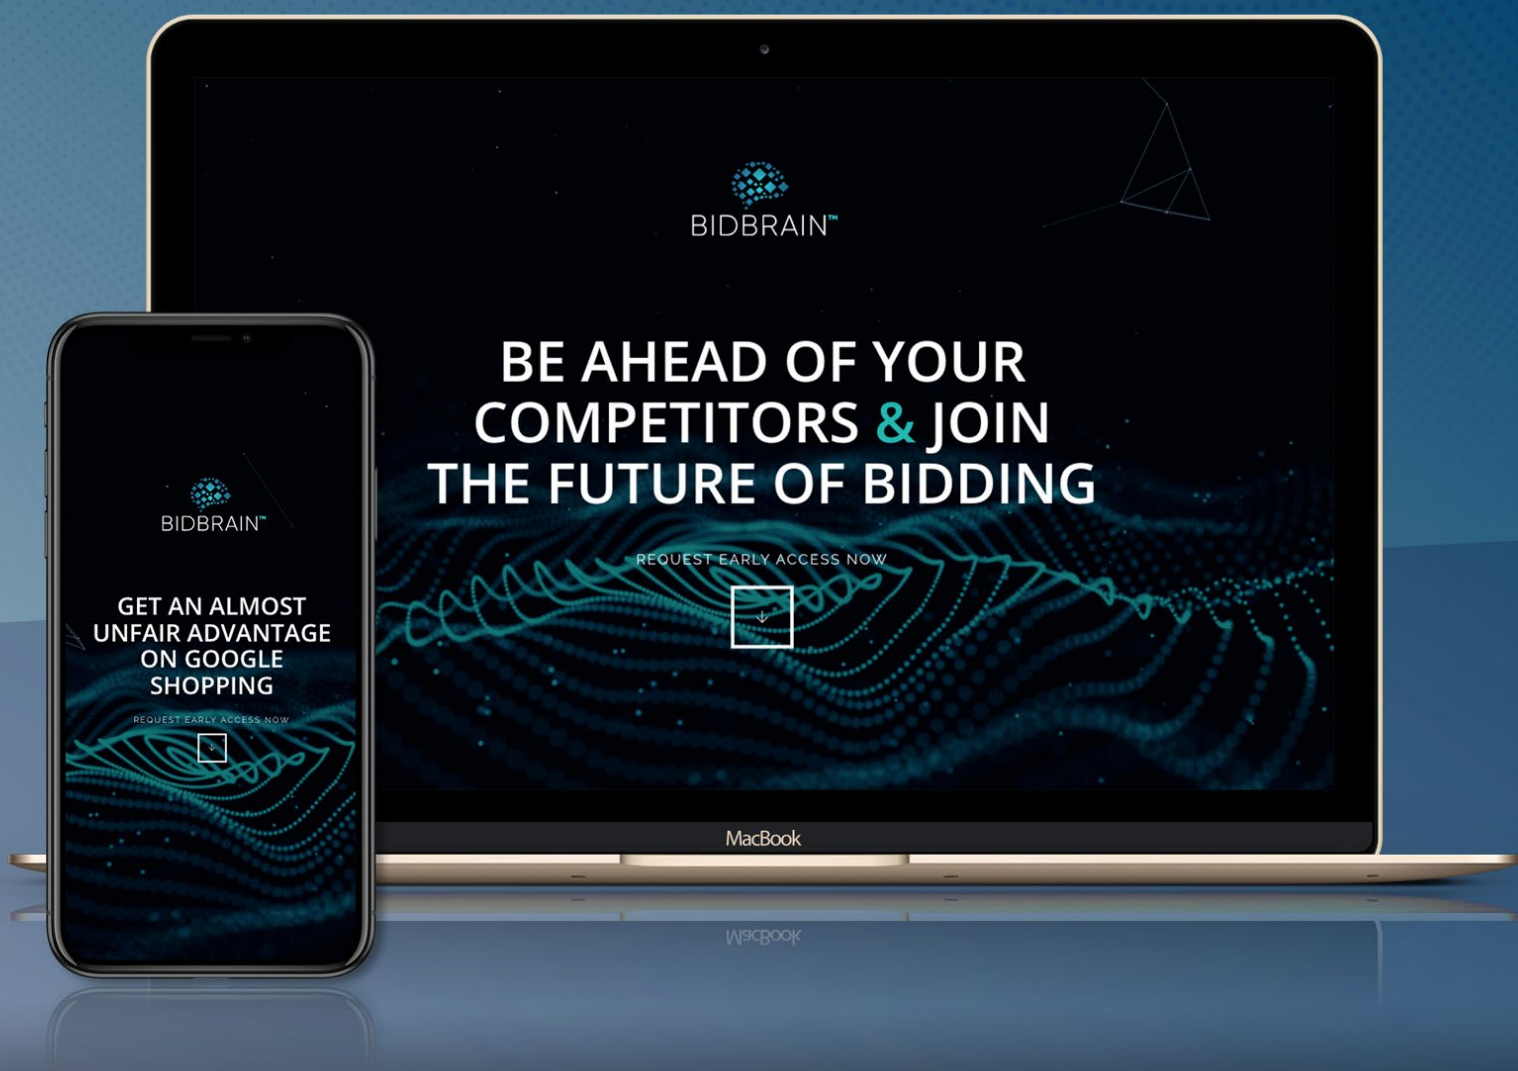 BIDBRAIN™
BE AHEAD OF YOUR
COMPETITORS & JOIN
THE FUTURE OF BIDDING
REQUEST EARLY ACCESS NOW
MacBook
BIDBRAIN™
GET AN ALMOST
UNFAIR ADVANTAGE
ON GOOGLE
SHOPPING
REQUEST EARLY ACCESS NOW
MacBook